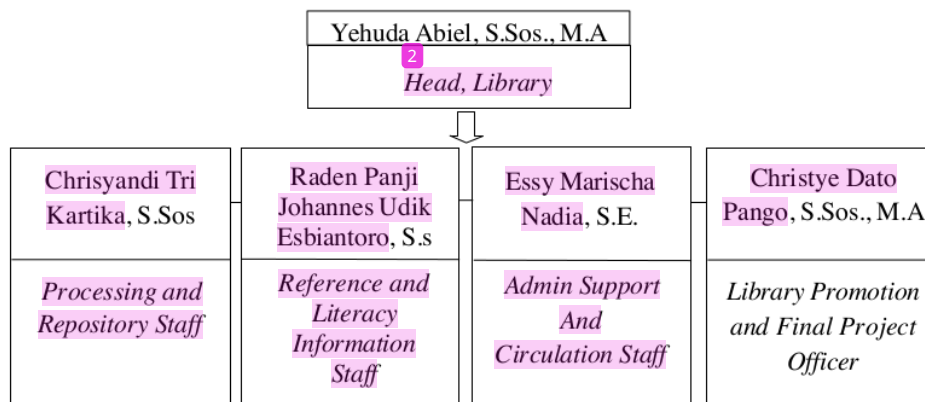 Yehuda Abiel, S.Sos., M.A
2
Head, Library
Chrisyandi Tri
Kartika, S.Sos
Processing and
Repository Staff
Raden Panji
Johannes Udik
Esbiantoro, S.s
Reference and
Literacy
Information
Staff
Essy Marischa
Nadia, S.E.
Admin Support
And
Circulation Staff
Christye Dato
Pango, S.Sos., M.A
Library Promotion
and Final Project
Officer